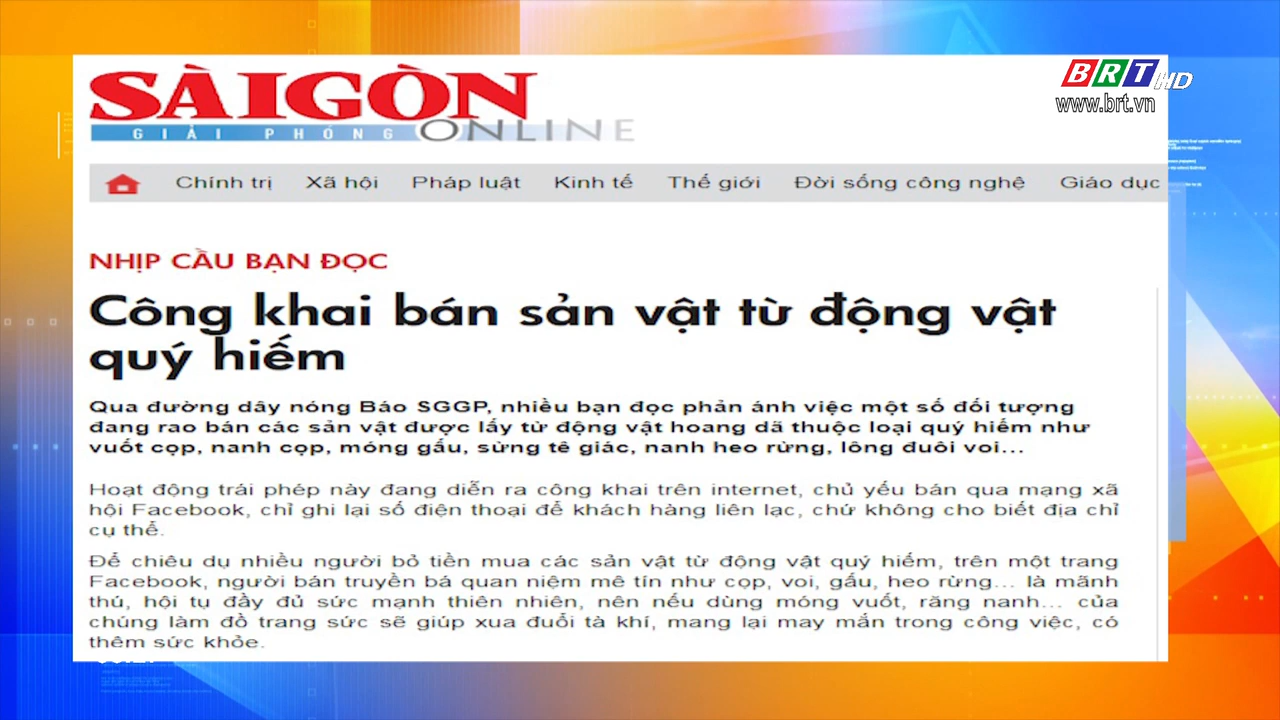 SÀIGÒN
GIẢI PHÓNG ONLINE
BRT HD
www.brt.vn
Chính trị Xã hội Pháp luật Kinh tế Thế giới Đời sống công nghệ Giáo dục
NHỊP CẦU BẠN ĐỌC
Công khai bán sản vật từ động vật
quý hiếm
Qua đường dây nóng Báo SGGP, nhiều bạn đọc phản ánh việc một số đối tượng
đang rao bán các sản vật được lấy từ động vật hoang dã thuộc loại quý hiếm như
vuốt cọp, nanh cọp, móng gấu, sừng tê giác, nanh heo rừng, lông đuôi voi...
Hoạt động trái phép này đang diễn ra công khai trên internet, chủ yếu bán qua mạng xã
hội Facebook, chỉ ghi lại số điện thoại để khách hàng liên lạc, chứ không cho biết địa chỉ
cụ thể.
Để chiêu dụ nhiều người bỏ tiền mua các sản vật từ động vật quý hiếm, trên một trang
Facebook, người bán truyền bá quan niệm mê tín như cọp, voi, gấu, heo rừng... là mãnh
thú, hội tụ đầy đủ sức mạnh thiên nhiên, nên nếu dùng móng vuốt, răng nanh... của
chúng làm đồ trang sức sẽ giúp xua đuổi tà khí, mang lại may mắn trong công việc, có
thêm sức khỏe.